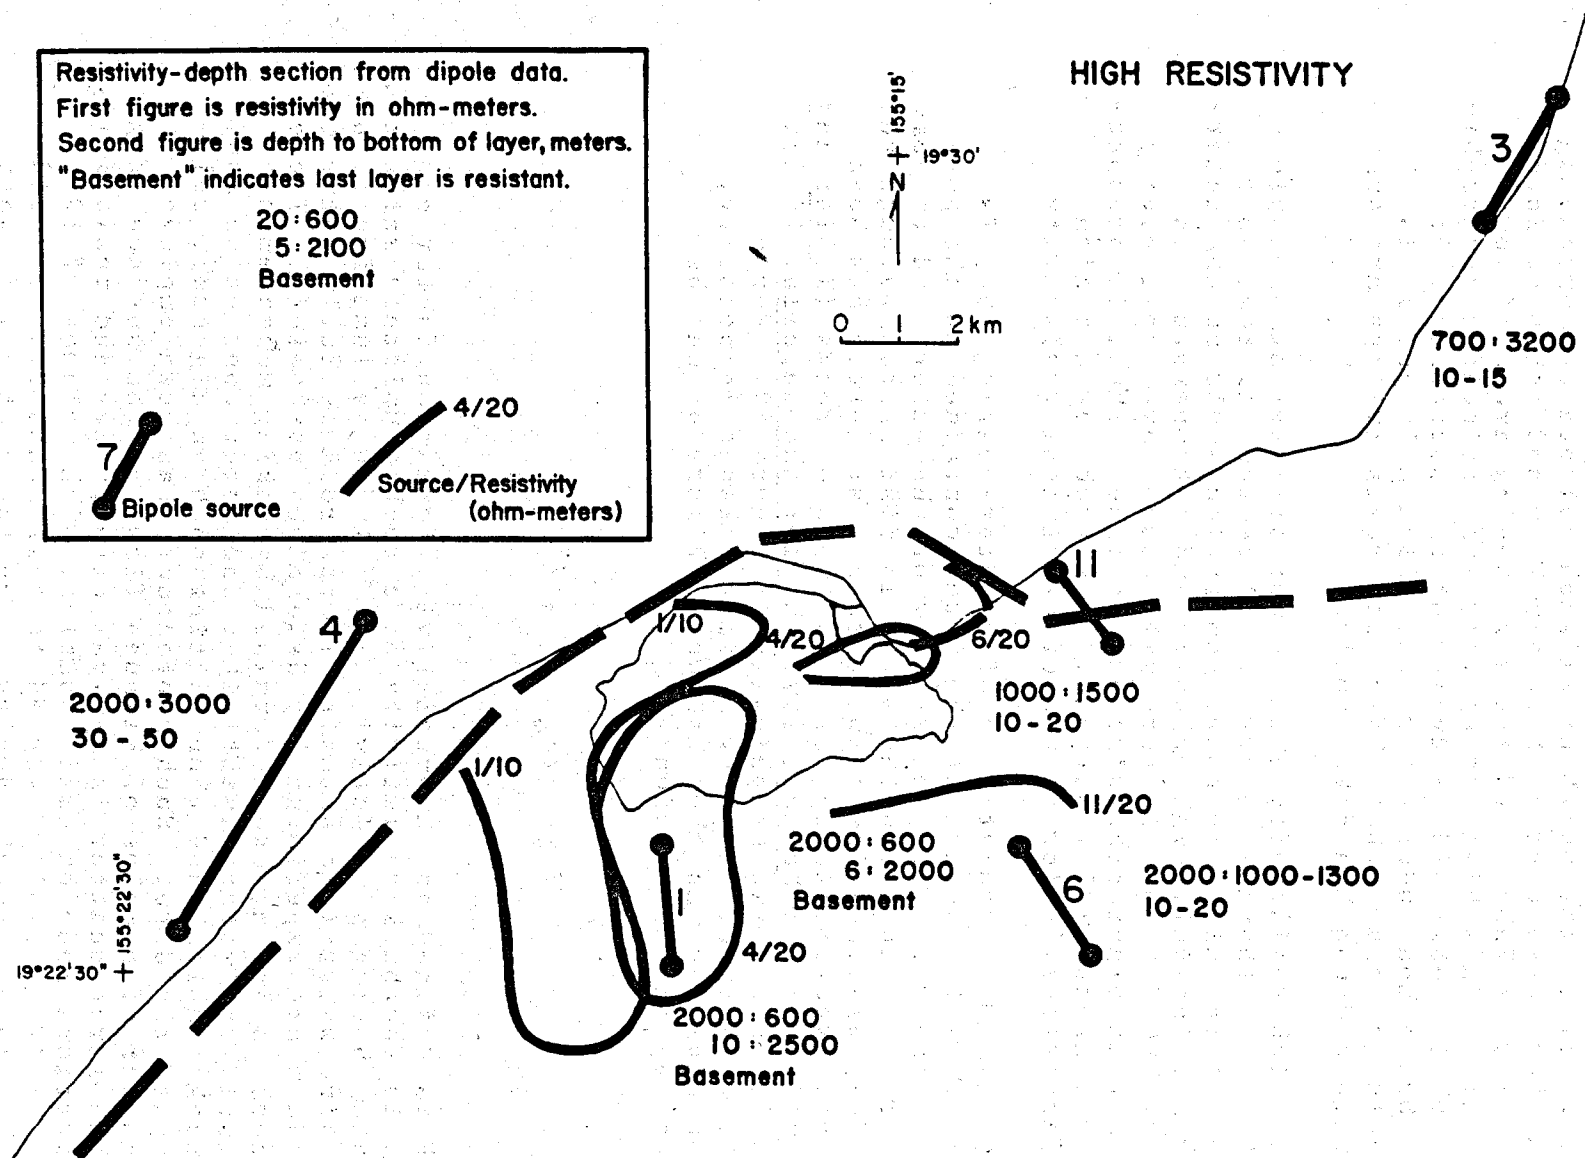 Resistivity-depth section from dipole data.
First figure is resistivity in ohm-meters.
Second figure is depth to bottom of layer, meters.
"Basement" indicates last layer is resistant.
20:600
5:2100
Basement
7
Bipole source
4/20
Source/Resistivity
(ohm-meters)
155°15'
19°30'
N
0 1 2km
HIGH RESISTIVITY
3
700:3200
10-15
11
4
1/10
4/20
6/20
2000:3000
30-50
1000:1500
10-20
1/10
11/20
2000:600
6:2000
Basement
6
2000:1000-1300
10-20
1
4/20
155°22'30"
19°22'30"
2000:600
10:2500
Basement